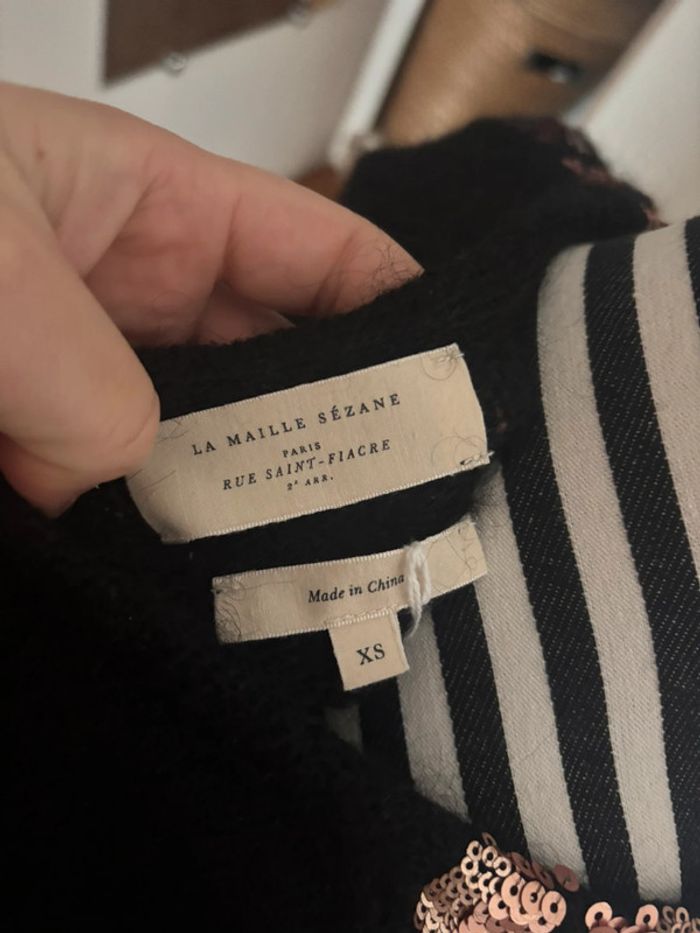 LA MAILLE SÉZANE
PARIS
RUE SAINT-FIACRE
2ᵉ ARR.
Made in China
XS